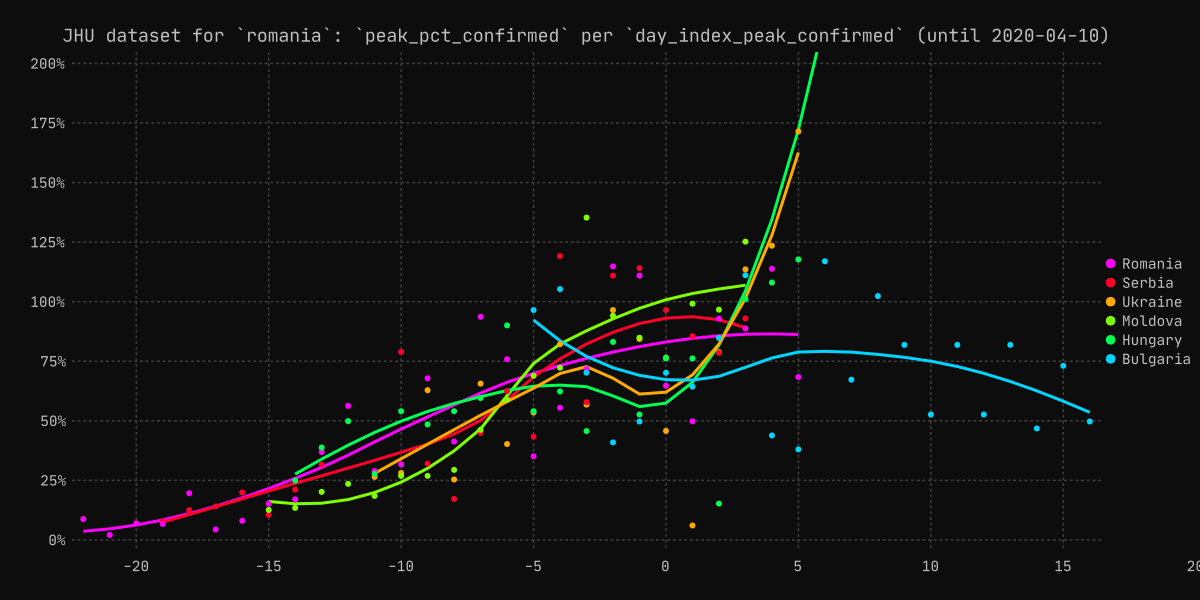 JHU dataset for `romania`: `peak_pct_confirmed` per `day_index_peak_confirmed` (until 2020-04-10)
200%
175%
150%
125%
100%
75%
50%
25%
0%
-20 -15 -10 -5 0 5 10 15 20
Romania
Serbia
Ukraine
Moldova
Hungary
Bulgaria